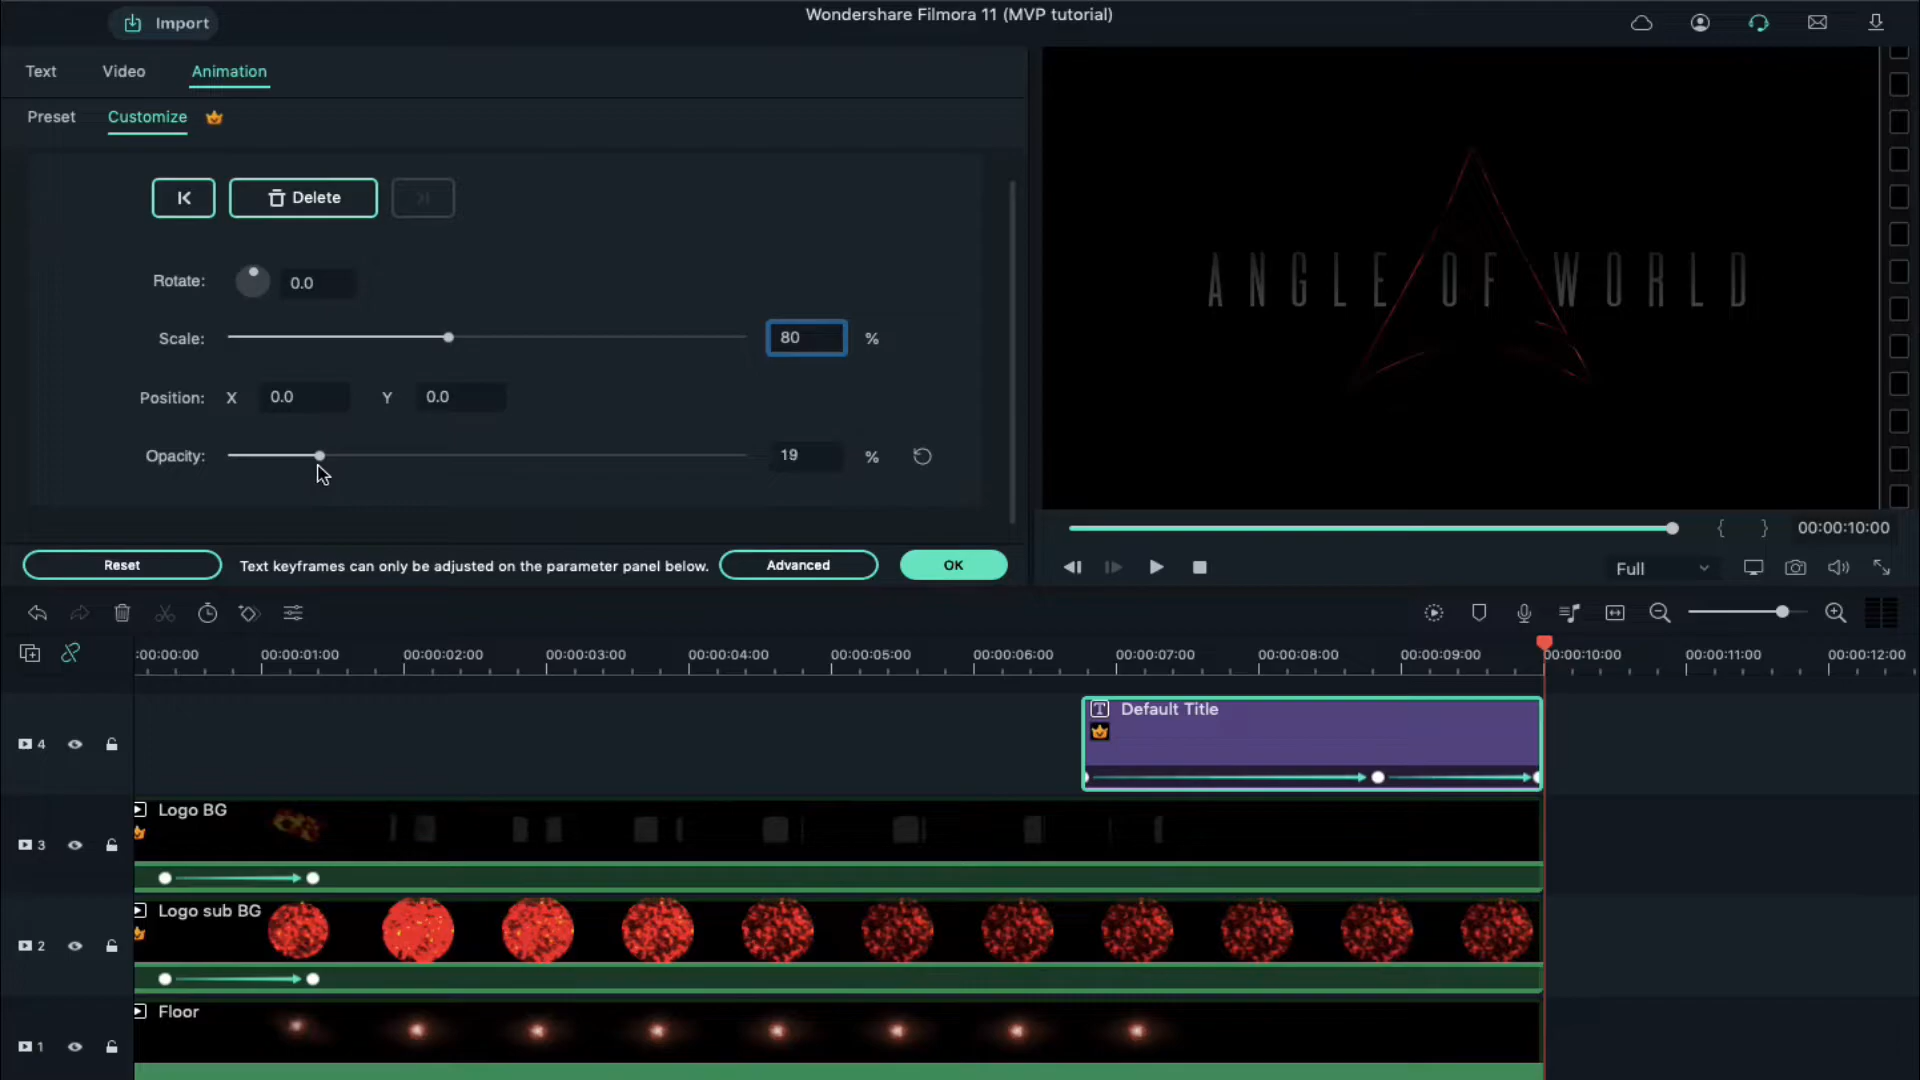 Wondershare Filmora 11 (MVP tutorial)
Import
Text Video Animation
Preset Customize
Delete
Rotate: 0.0
Scale: 80 %
Position: X 0.0 Y 0.0
Opacity: 19 %
Reset Text keyframes can only be adjusted on the parameter panel below. Advanced OK
ANGLE OF WORLD
{ } 00:00:10:00
Full
:00:00:00 00:00:01:00 00:00:02:00 00:00:03:00 00:00:04:00 00:00:05:00 00:00:06:00 00:00:07:00 00:00:08:00 00:00:09:00 00:00:10:00 00:00:11:00 00:00:12:00
T Default Title
4
Logo BG
3
Logo sub BG
2
Floor
1